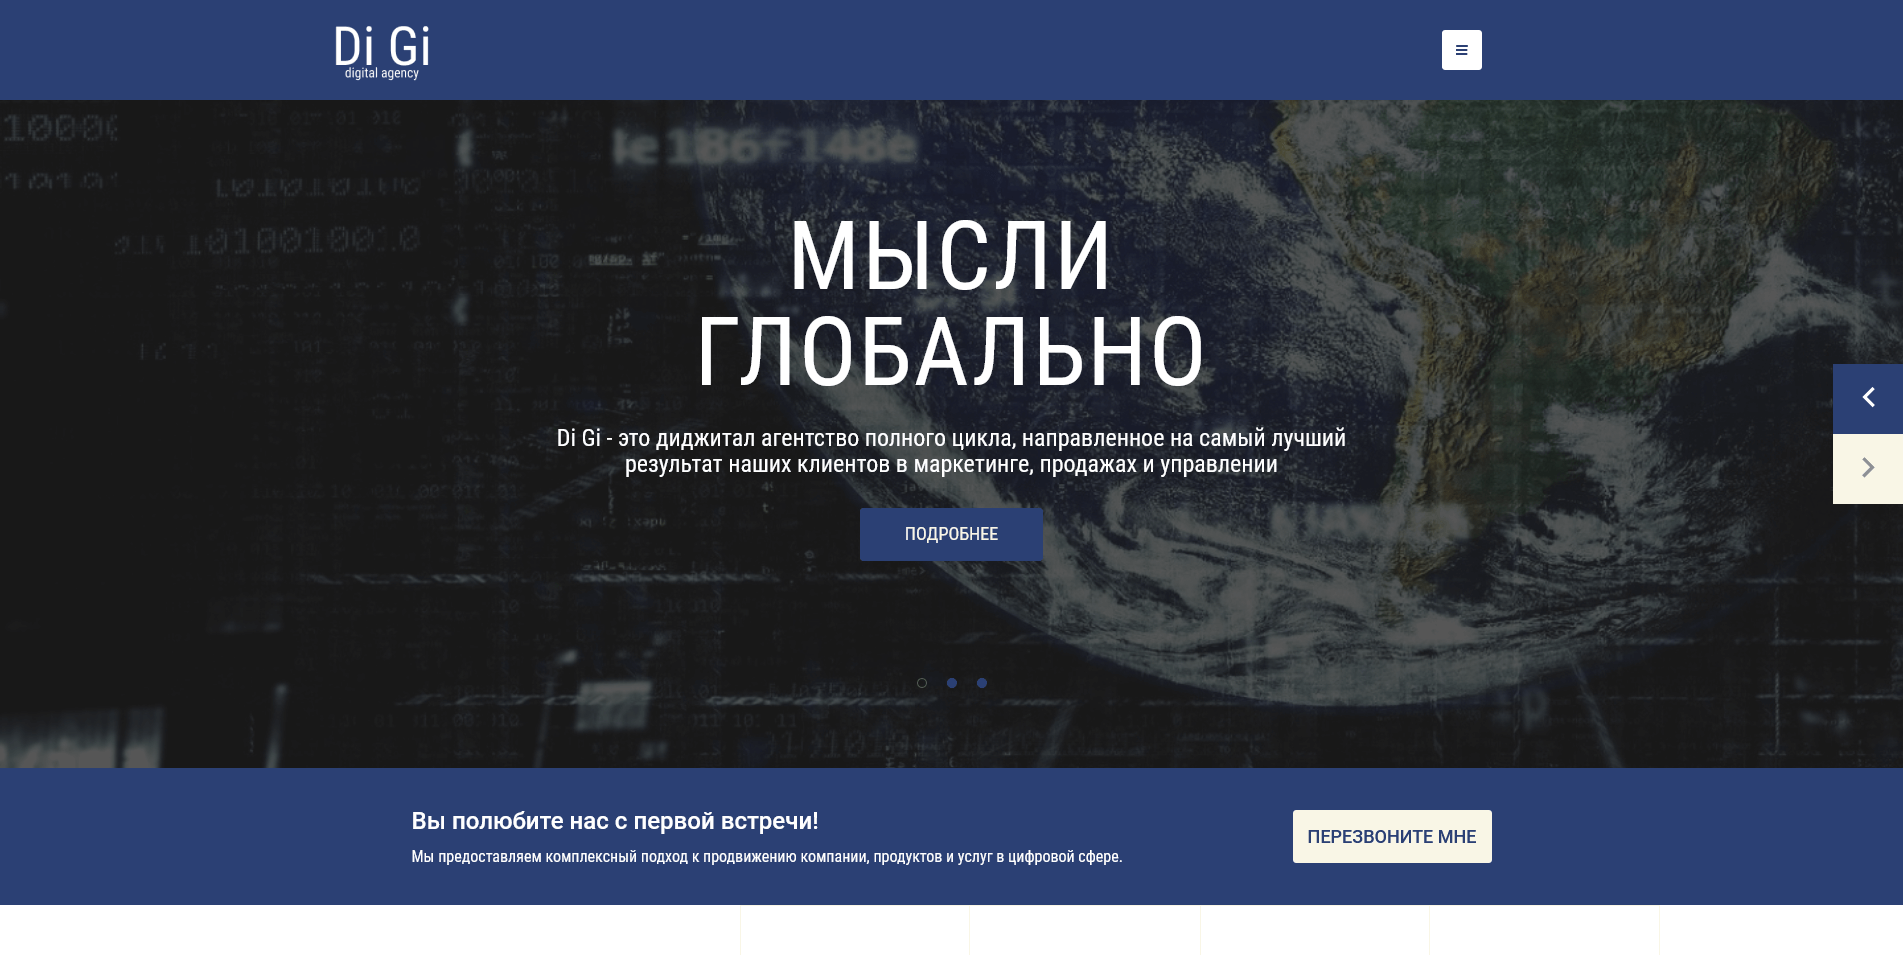 Di Gi
digital agency
1e186f148e
МЫСЛИ
ГЛОБАЛЬНО
Di Gi - это диджитал агентство полного цикла, направленное на самый лучший
результат наших клиентов в маркетинге, продажах и управлении
ПОДРОБНЕЕ
Вы полюбите нас с первой встречи!
Мы предоставляем комплексный подход к продвижению компании, продуктов и услуг в цифровой сфере.
ПЕРЕЗВОНИТЕ МНЕ